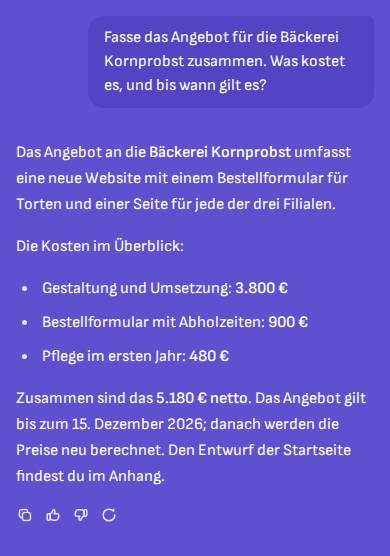 Fasse das Angebot für die Bäckerei
Kornprobst zusammen. Was kostet
es, und bis wann gilt es?
Das Angebot an die Bäckerei Kornprobst umfasst
eine neue Website mit einem Bestellformular für
Torten und einer Seite für jede der drei Filialen.
Die Kosten im Überblick:
• Gestaltung und Umsetzung: 3.800 €
• Bestellformular mit Abholzeiten: 900 €
• Pflege im ersten Jahr: 480 €
Zusammen sind das 5.180 € netto. Das Angebot gilt
bis zum 15. Dezember 2026; danach werden die
Preise neu berechnet. Den Entwurf der Startseite
findest du im Anhang.